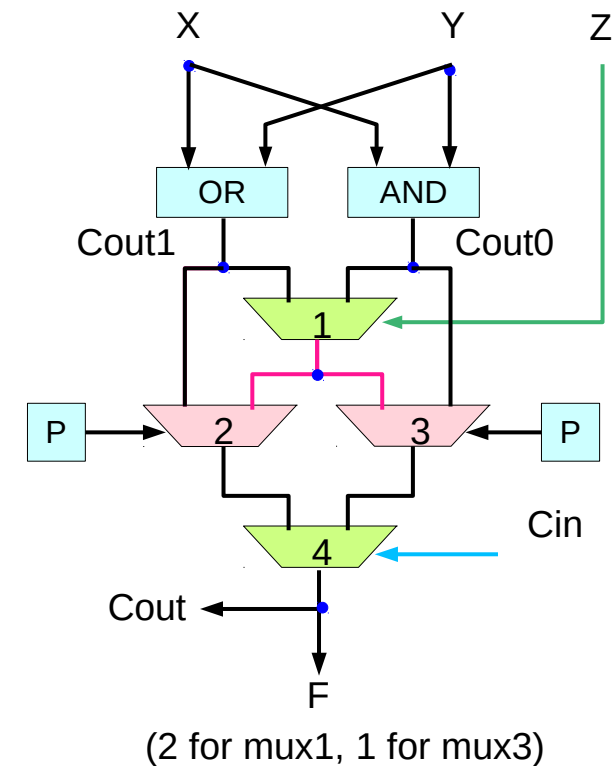 X Y Z
OR AND
Cout1 Cout0
1
P 2 3 P
Cin
4
Cout
F
(2 for mux1, 1 for mux3)